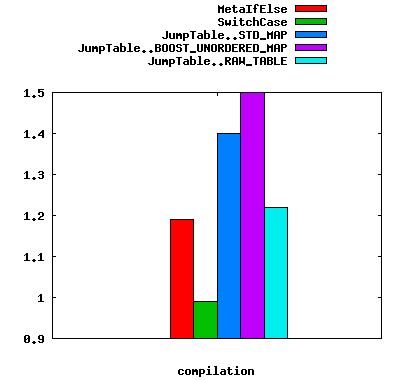 MetaIfElse
SwitchCase
JumpTable..STD_MAP
JumpTable..BOOST_UNORDERED_MAP
JumpTable..RAW_TABLE
1.5
1.4
1.3
1.2
1.1
1
0.9
compilation